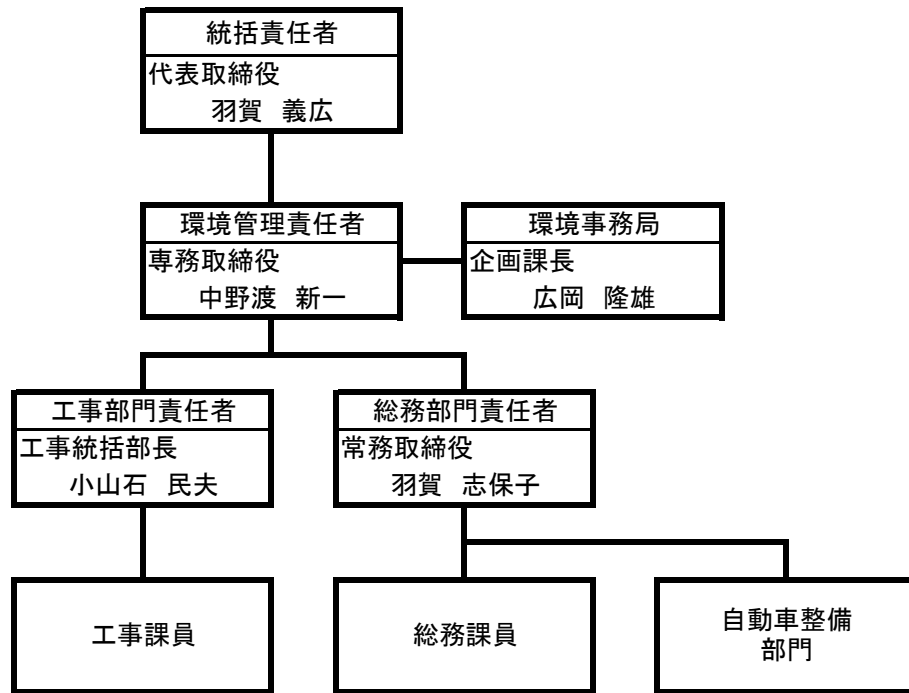 統括責任者
代表取締役
羽賀 義広
環境管理責任者
専務取締役
中野渡 新一
環境事務局
企画課長
広岡 隆雄
工事部門責任者
工事統括部長
小山石 民夫
総務部門責任者
常務取締役
羽賀 志保子
工事課員
総務課員
自動車整備
部門